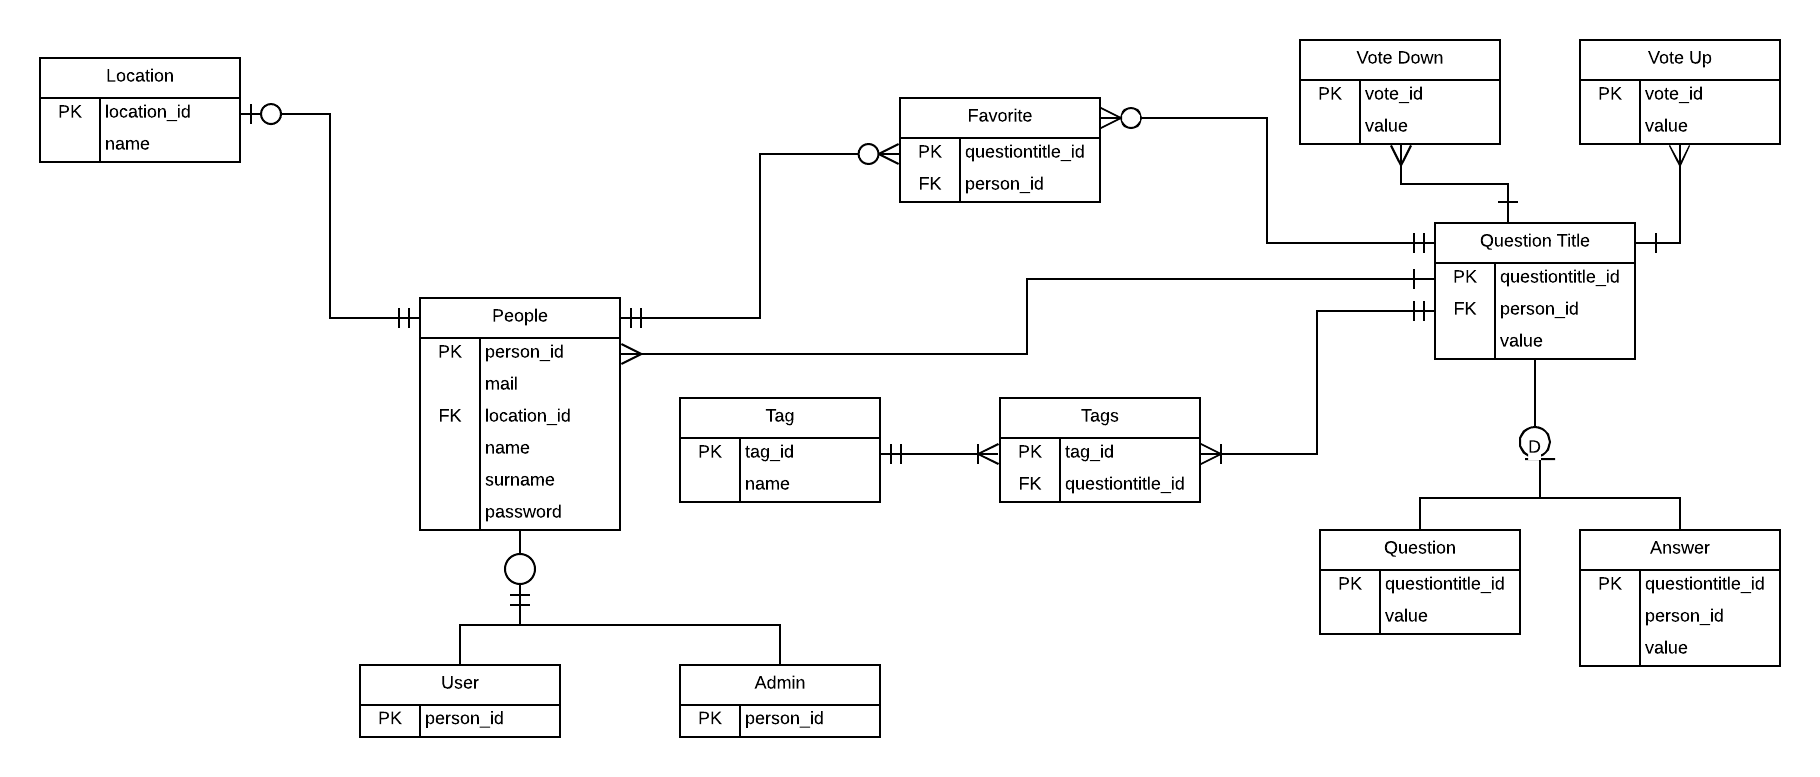 Location
PK location_id
name
Favorite
PK questiontitle_id
FK person_id
Vote Down
PK vote_id
value
Vote Up
PK vote_id
value
Question Title
PK questiontitle_id
FK person_id
value
People
PK person_id
mail
FK location_id
name
surname
password
Tag
PK tag_id
name
Tags
PK tag_id
FK questiontitle_id
D
Question
PK questiontitle_id
value
Answer
PK questiontitle_id
person_id
value
User
PK person_id
Admin
PK person_id